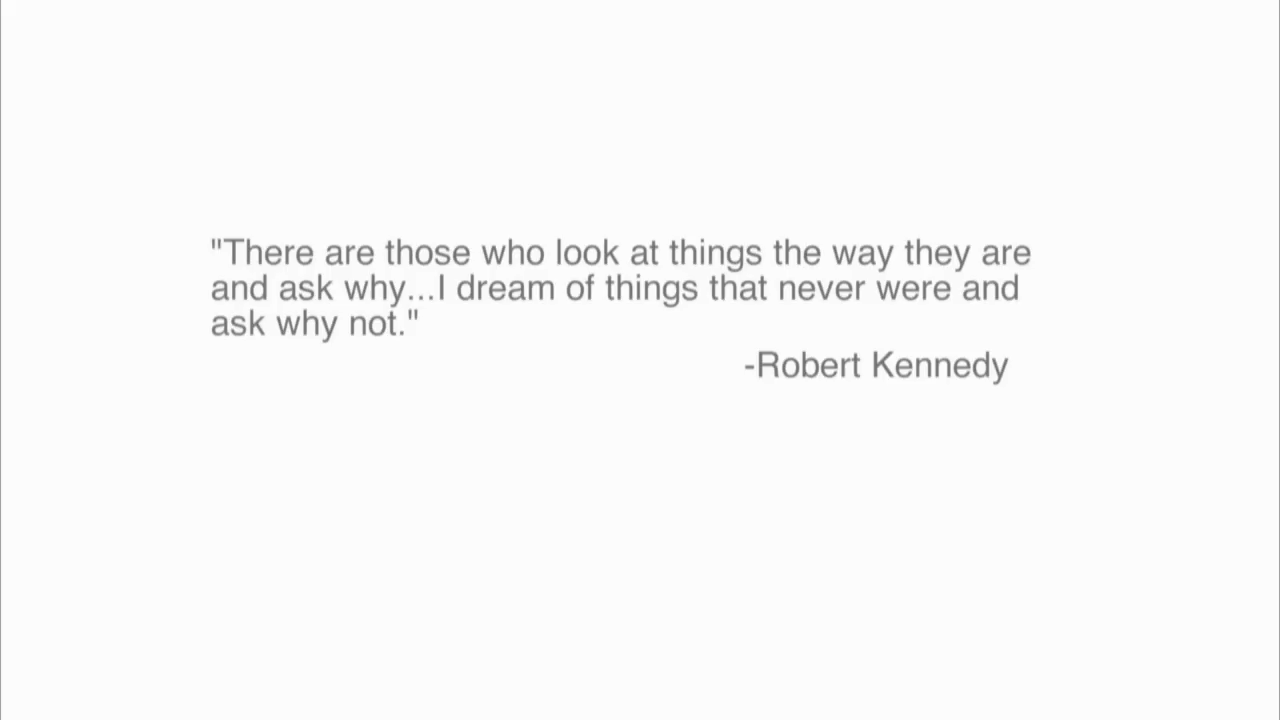 "There are those who look at things the way they are
and ask why...I dream of things that never were and
ask why not."
-Robert Kennedy